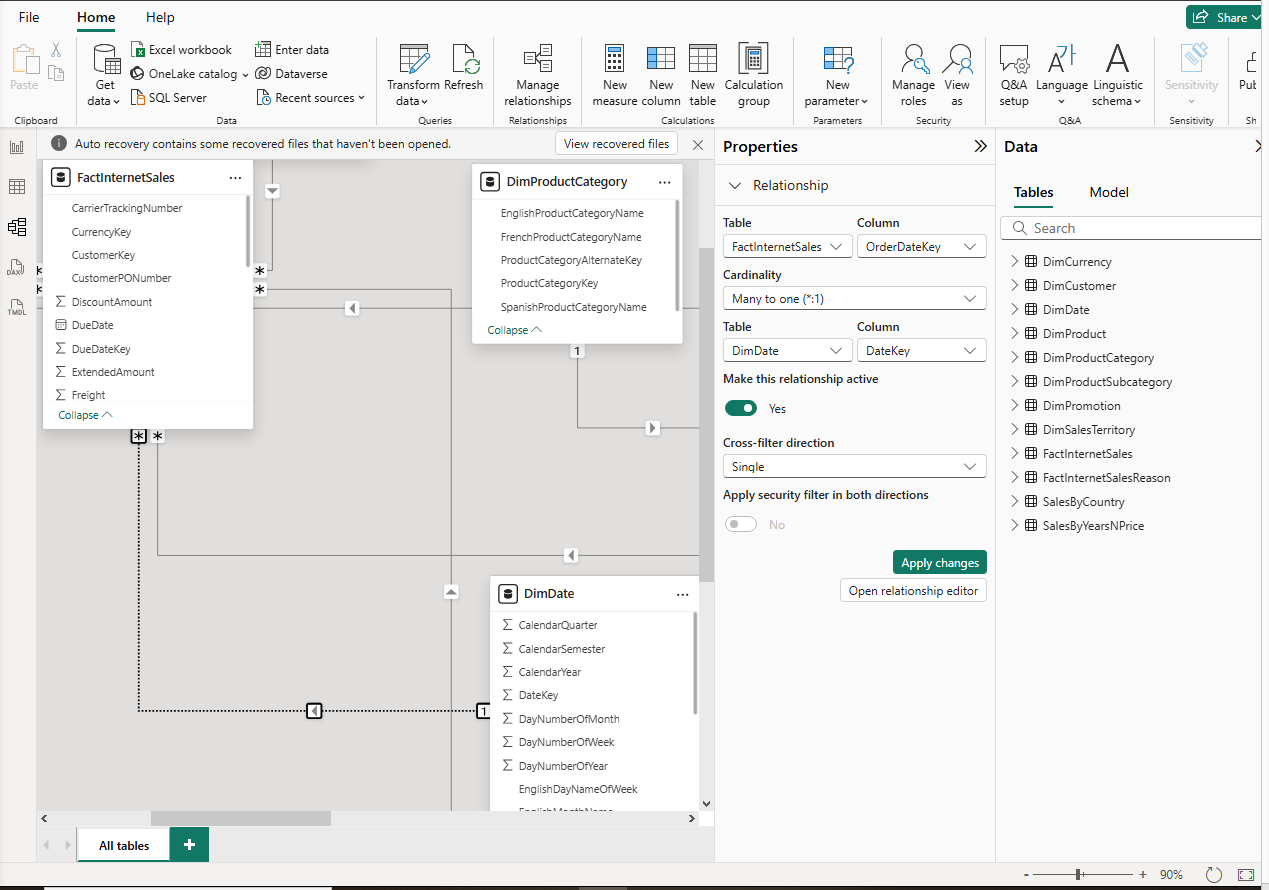 File
Home
Help
Share
Paste
Clipboard
Get data
Excel workbook
OneLake catalog
SQL Server
Enter data
Dataverse
Recent sources
Data
Transform data
Refresh
Queries
Manage relationships
Relationships
New measure
New column
New table
Calculation group
Calculations
New parameter
Parameters
Manage roles
View as
Security
Q&A setup
Language
Linguistic schema
Q&A
Sensitivity
Sensitivity
Pub
Sh
Auto recovery contains some recovered files that haven't been opened.
View recovered files
DAX
TMDL
FactInternetSales
CarrierTrackingNumber
CurrencyKey
CustomerKey
CustomerPONumber
∑ DiscountAmount
DueDate
∑ DueDateKey
∑ ExtendedAmount
∑ Freight
Collapse
* *
* *
* *
DimProductCategory
EnglishProductCategoryName
FrenchProductCategoryName
ProductCategoryAlternateKey
ProductCategoryKey
SpanishProductCategoryName
Collapse
1
1
DimDate
∑ CalendarQuarter
∑ CalendarSemester
∑ CalendarYear
∑ DateKey
∑ DayNumberOfMonth
∑ DayNumberOfWeek
∑ DayNumberOfYear
EnglishDayNameOfWeek
EnglishMonthName
All tables
+
Properties
Relationship
Table Column
FactInternetSales OrderDateKey
Cardinality
Many to one (*:1)
Table Column
DimDate DateKey
Make this relationship active
Yes
Cross-filter direction
Single
Apply security filter in both directions
No
Apply changes
Open relationship editor
Data
Tables Model
Search
DimCurrency
DimCustomer
DimDate
DimProduct
DimProductCategory
DimProductSubcategory
DimPromotion
DimSalesTerritory
FactInternetSales
FactInternetSalesReason
SalesByCountry
SalesByYearsNPrice
- + 90%